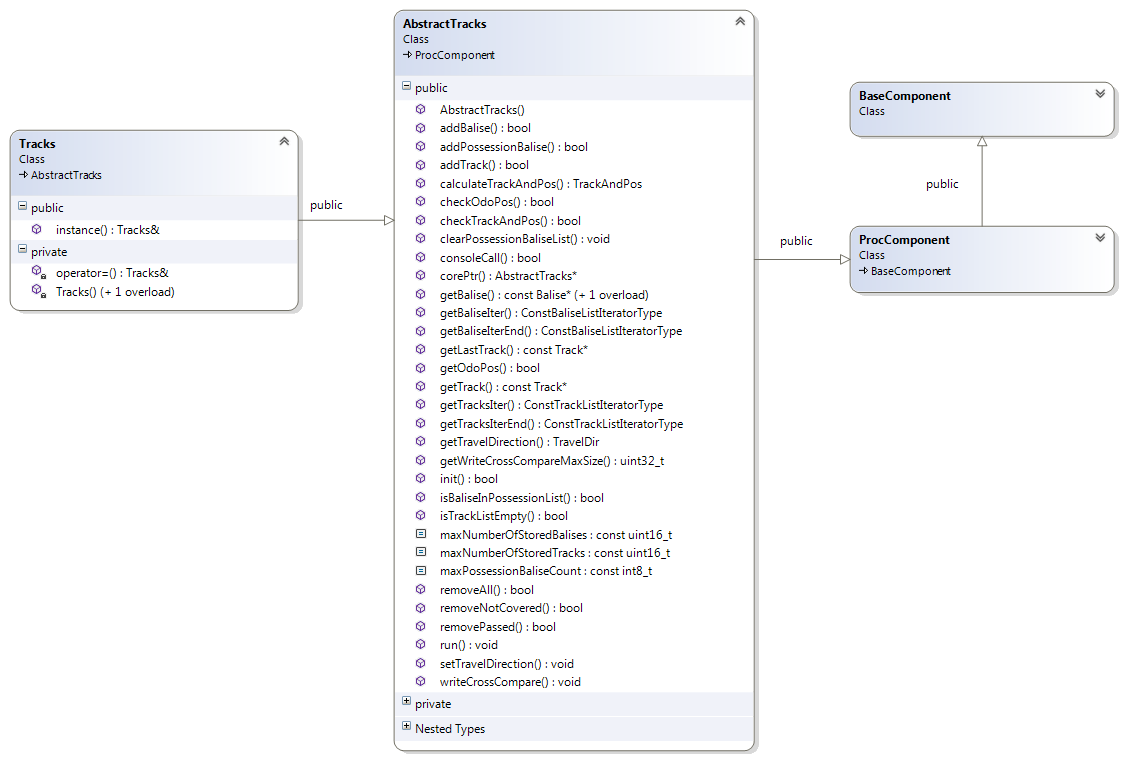 Tracks
Class
AbstractTracks
public
instance() : Tracks&
private
operator=() : Tracks&
Tracks() (+ 1 overload)
public
AbstractTracks
Class
ProcComponent
public
AbstractTracks()
addBalise() : bool
addPossessionBalise() : bool
addTrack() : bool
calculateTrackAndPos() : TrackAndPos
checkOdoPos() : bool
checkTrackAndPos() : bool
clearPossessionBaliseList() : void
consoleCall() : bool
corePtr() : AbstractTracks*
getBalise() : const Balise* (+ 1 overload)
getBaliseIter() : ConstBaliseListIteratorType
getBaliseIterEnd() : ConstBaliseListIteratorType
getLastTrack() : const Track*
getOdoPos() : bool
getTrack() : const Track*
getTracksIter() : ConstTrackListIteratorType
getTracksIterEnd() : ConstTrackListIteratorType
getTravelDirection() : TravelDir
getWriteCrossCompareMaxSize() : uint32_t
init() : bool
isBaliseInPossessionList() : bool
isTrackListEmpty() : bool
maxNumberOfStoredBalises : const uint16_t
maxNumberOfStoredTracks : const uint16_t
maxPossessionBaliseCount : const int8_t
removeAll() : bool
removeNotCovered() : bool
removePassed() : bool
run() : void
setTravelDirection() : void
writeCrossCompare() : void
private
Nested Types
public
BaseComponent
Class
public
ProcComponent
Class
BaseComponent